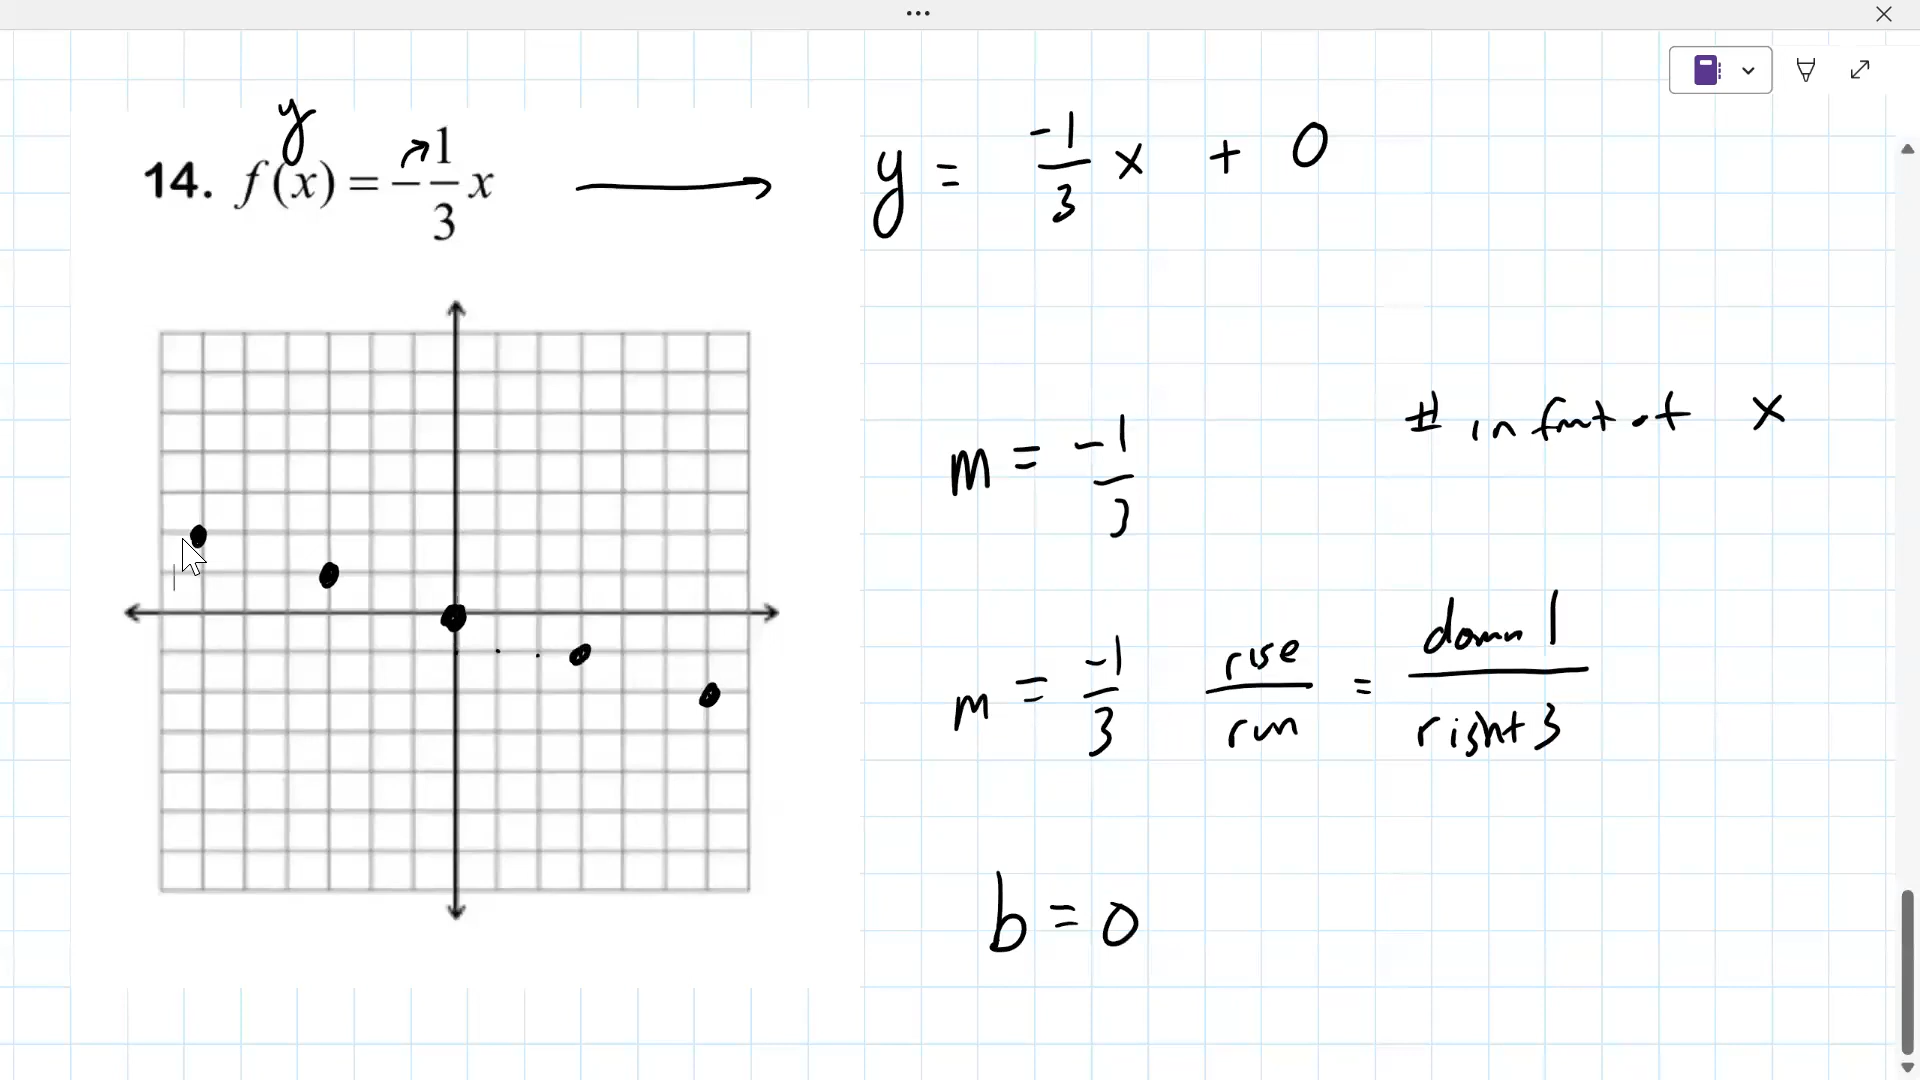 y
14. f(x) = -1/3 x
y = -1/3 x + 0
m = -1/3
# in front of x
m = -1/3 rise/run = down 1/right 3
b = 0